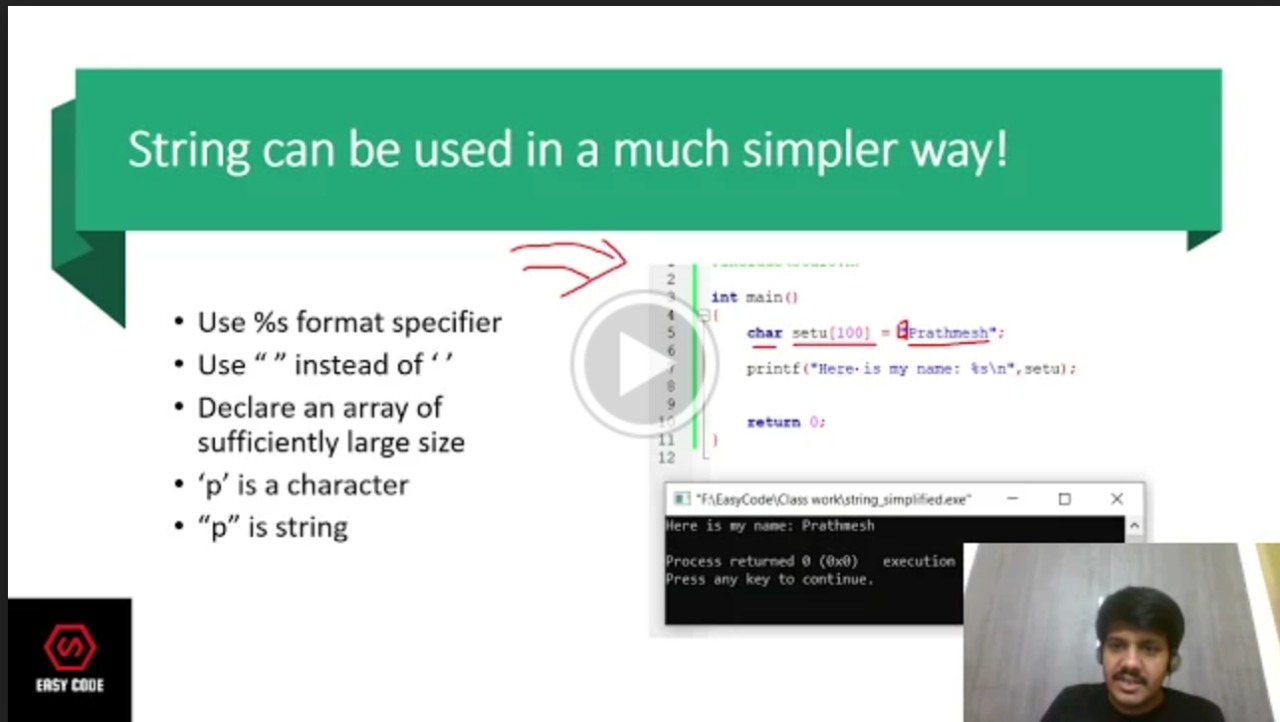 String can be used in a much simpler way!
• Use %s format specifier
• Use “ ” instead of ‘ ’
• Declare an array of
sufficiently large size
• ‘p’ is a character
• “p” is string
1
2
3 int main()
4 {
5 char setu[100] = "Prathmesh";
6
7 printf("Here is my name: %s\n",setu);
8
9
10 return 0;
11 }
12
"F:\EasyCode\Class work\string_simplified.exe"
Here is my name: Prathmesh
Process returned 0 (0x0) execution
Press any key to continue.
EASY CODE